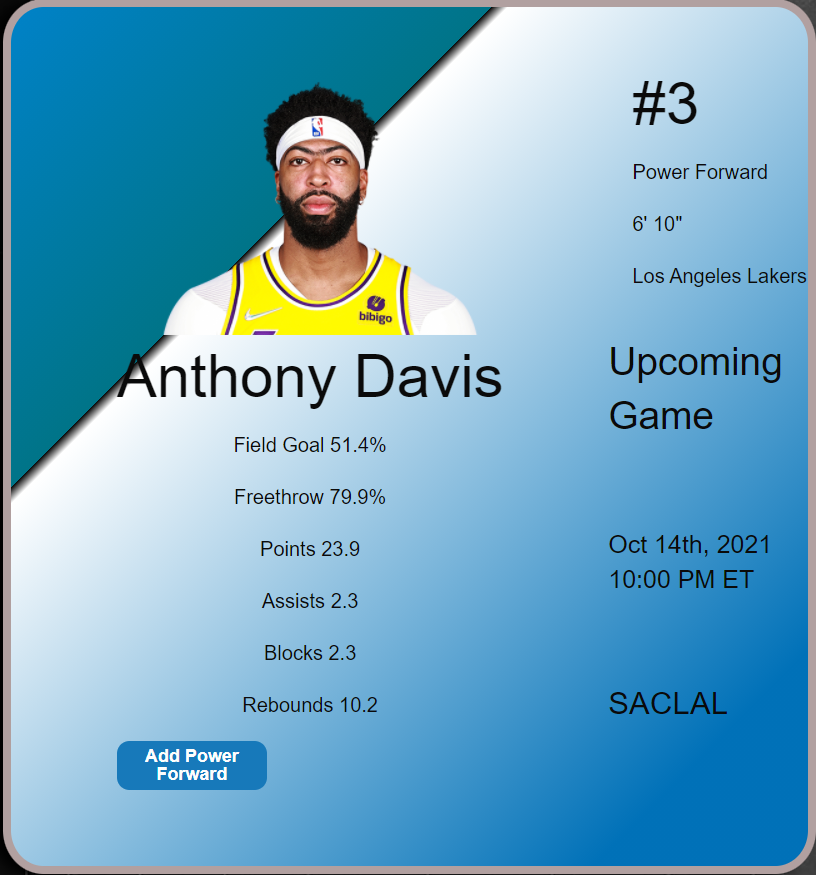 #3
Power Forward
6' 10"
Los Angeles Lakers
bibigo
Anthony Davis
Field Goal 51.4%
Freethrow 79.9%
Points 23.9
Assists 2.3
Blocks 2.3
Rebounds 10.2
Add Power
Forward
Upcoming
Game
Oct 14th, 2021
10:00 PM ET
SACLAL